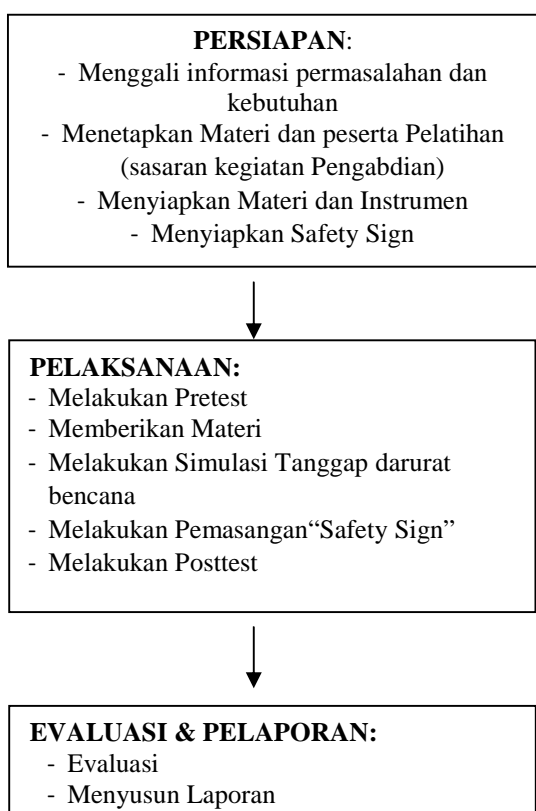 PERSIAPAN:
- Menggali informasi permasalahan dan
kebutuhan
- Menetapkan Materi dan peserta Pelatihan
(sasaran kegiatan Pengabdian)
- Menyiapkan Materi dan Instrumen
- Menyiapkan Safety Sign
PELAKSANAAN:
- Melakukan Pretest
- Memberikan Materi
- Melakukan Simulasi Tanggap darurat
bencana
- Melakukan Pemasangan“Safety Sign”
- Melakukan Posttest
EVALUASI & PELAPORAN:
- Evaluasi
- Menyusun Laporan